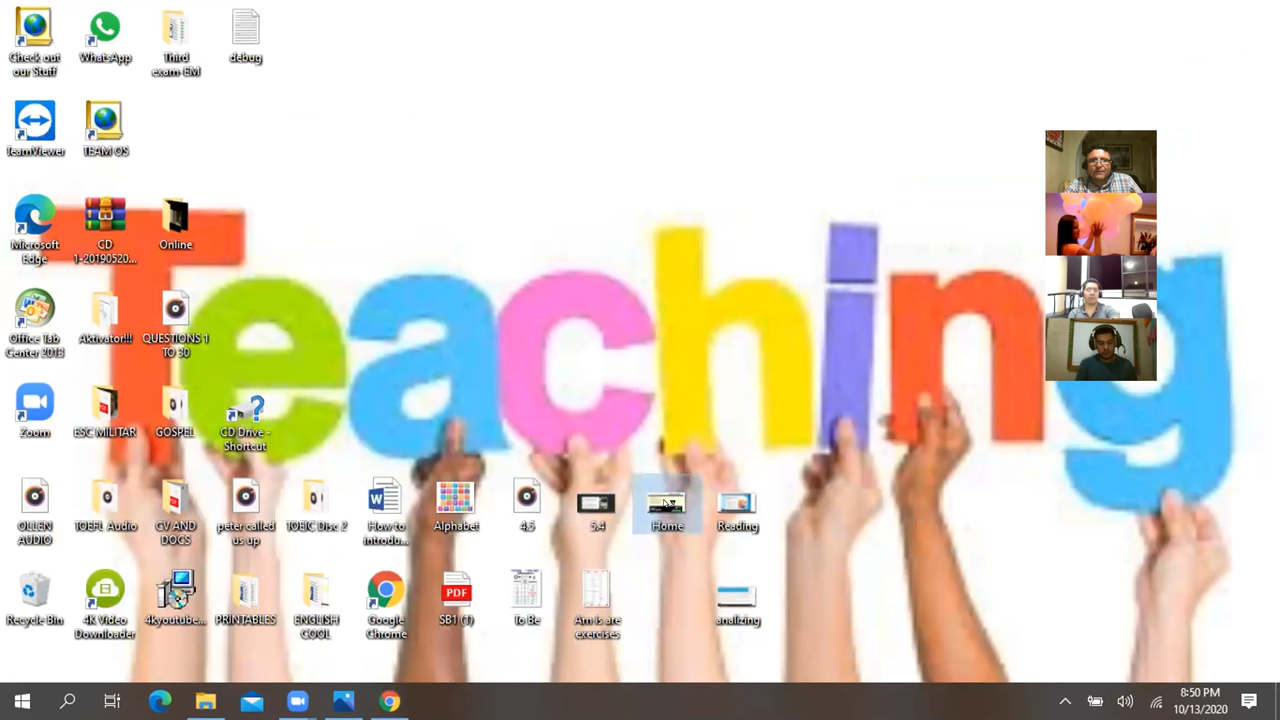 Check out
our Stuff
WhatsApp
Third
exam-EM
debug
TeamViewer
TEAM OS
Microsoft
Edge
CD
1-20190520...
Online
Office Tab
Center 2013
Aktivator!!!
QUESTIONS 1
TO 30
Zoom
ESC MILITAR
GOSPEL
CD Drive -
Shortcut
Teaching
OLLEN
AUDIO
TOEFL Audio
CV AND
DOCS
peter called
us up
TOEIC Disc 2
How to
introdu...
Alphabet
4.5
5.4
Home
Reading
Recycle Bin
4K Video
Downloader
4kyoutube...
PRINTABLES
ENGLISH
COOL
Google
Chrome
PDF
SB1 (1)
To Be
Am is are
exercises
analizing
8:50 PM
10/13/2020